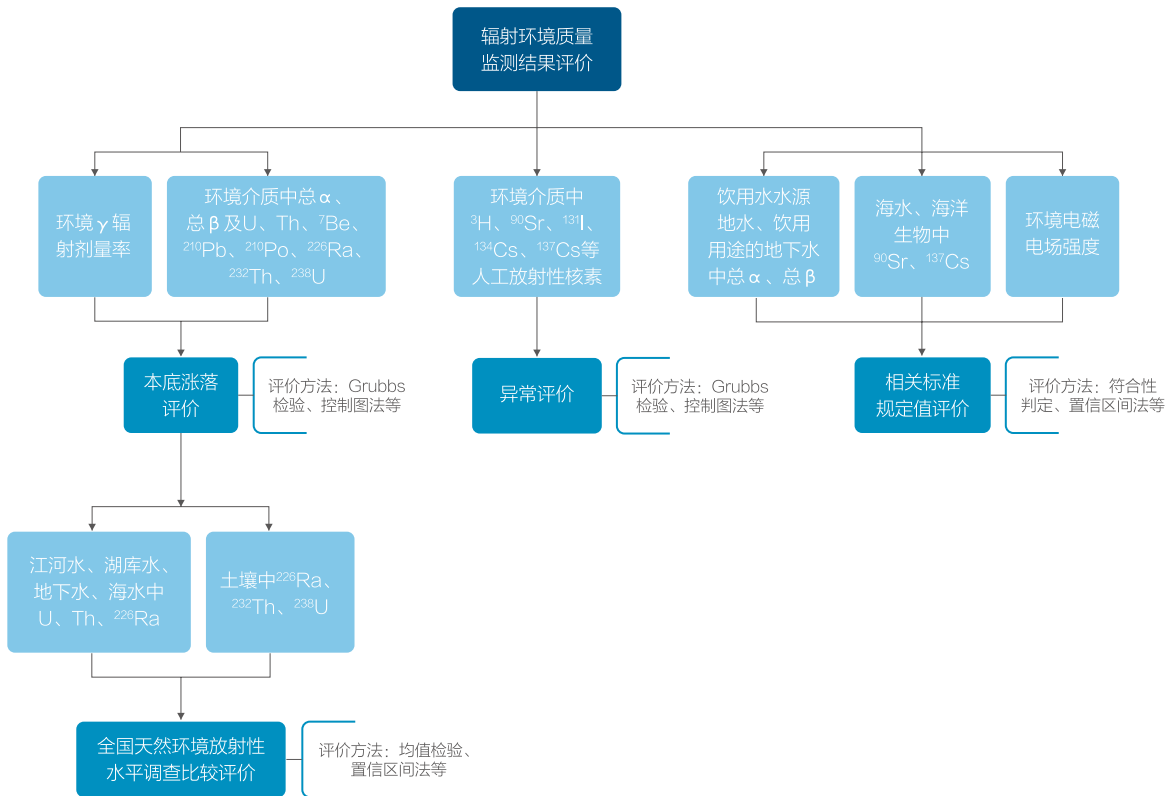 辐射环境质量
监测结果评价
环境γ辐
射剂量率
环境介质中总α、
总β及U、Th、⁷Be、
²¹⁰Pb、²¹⁰Po、²²⁶Ra、
²³²Th、²³⁸U
环境介质中
³H、⁹⁰Sr、¹³¹I、
¹³⁴Cs、¹³⁷Cs等
人工放射性核素
饮用水水源
地水、饮用
用途的地下水
中总α、总β
海水、海洋
生物中
⁹⁰Sr、¹³⁷Cs
环境电磁
电场强度
本底涨落
评价
评价方法：Grubbs
检验、控制图法等
异常评价
评价方法：Grubbs
检验、控制图法等
相关标准
规定值评价
评价方法：符合性
判定、置信区间法等
江河水、湖库水、
地下水、海水中
U、Th、²²⁶Ra
土壤中²²⁶Ra、
²³²Th、²³⁸U
全国天然环境放射性
水平调查比较评价
评价方法：均值检验、
置信区间法等